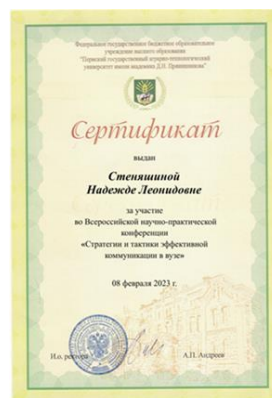 Федеральное государственное бюджетное образовательное
учреждение высшего образования
"Пермский государственный аграрно-технологический
университет имени академика Д.Н. Прянишникова"
Сертификат
выдан
Стеняшиной
Надежде Леонидовне
за участие
во Всероссийской научно-практической
конференции
«Стратегии и тактики эффективной
коммуникации в вузе»
08 февраля 2023 г.
И.о. ректора А.П. Андреев